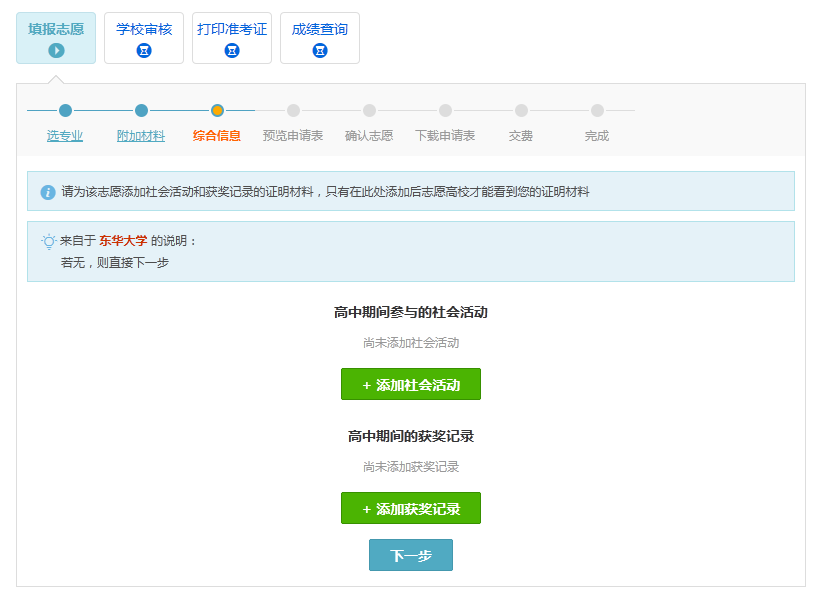 填报志愿 学校审核 打印准考证 成绩查询
选专业 附加材料 综合信息 预览申请表 确认志愿 下载申请表 交费 完成
请为该志愿添加社会活动和获奖记录的证明材料，只有在此处添加后志愿高校才能看到您的证明材料
来自于 东华大学 的说明：
若无，则直接下一步
高中期间参与的社会活动
尚未添加社会活动
+ 添加社会活动
高中期间的获奖记录
尚未添加获奖记录
+ 添加获奖记录
下一步